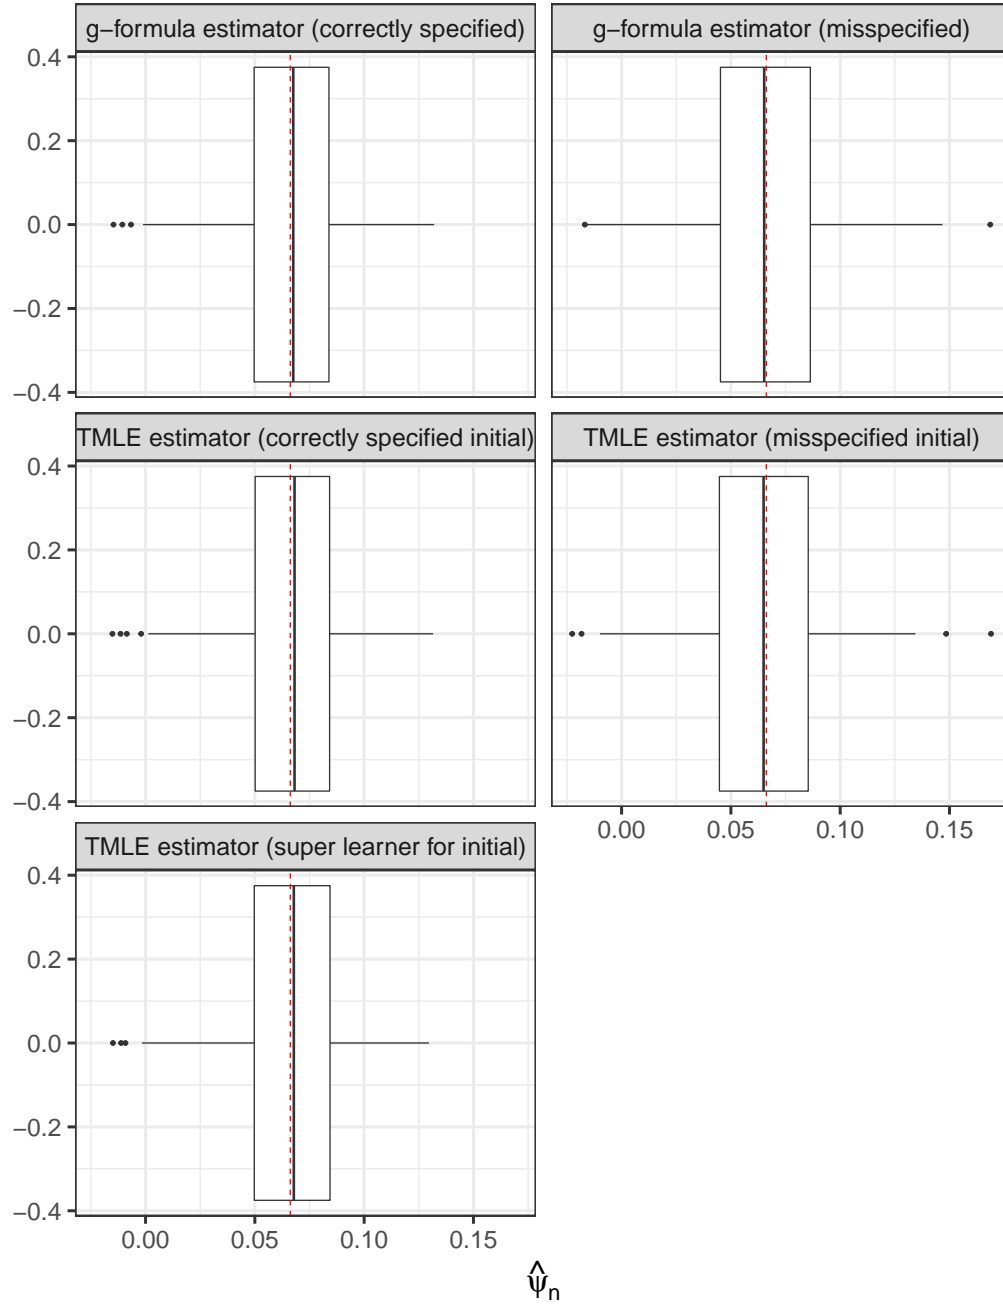 g−formula estimator (correctly specified)
g−formula estimator (misspecified)
0.4
0.2
0.0
−0.2
−0.4
TMLE estimator (correctly specified initial)
TMLE estimator (misspecified initial)
0.4
0.2
0.0
−0.2
−0.4
0.00 0.05 0.10 0.15
TMLE estimator (super learner for initial)
0.4
0.2
0.0
−0.2
−0.4
0.00 0.05 0.10 0.15
ψ̂n